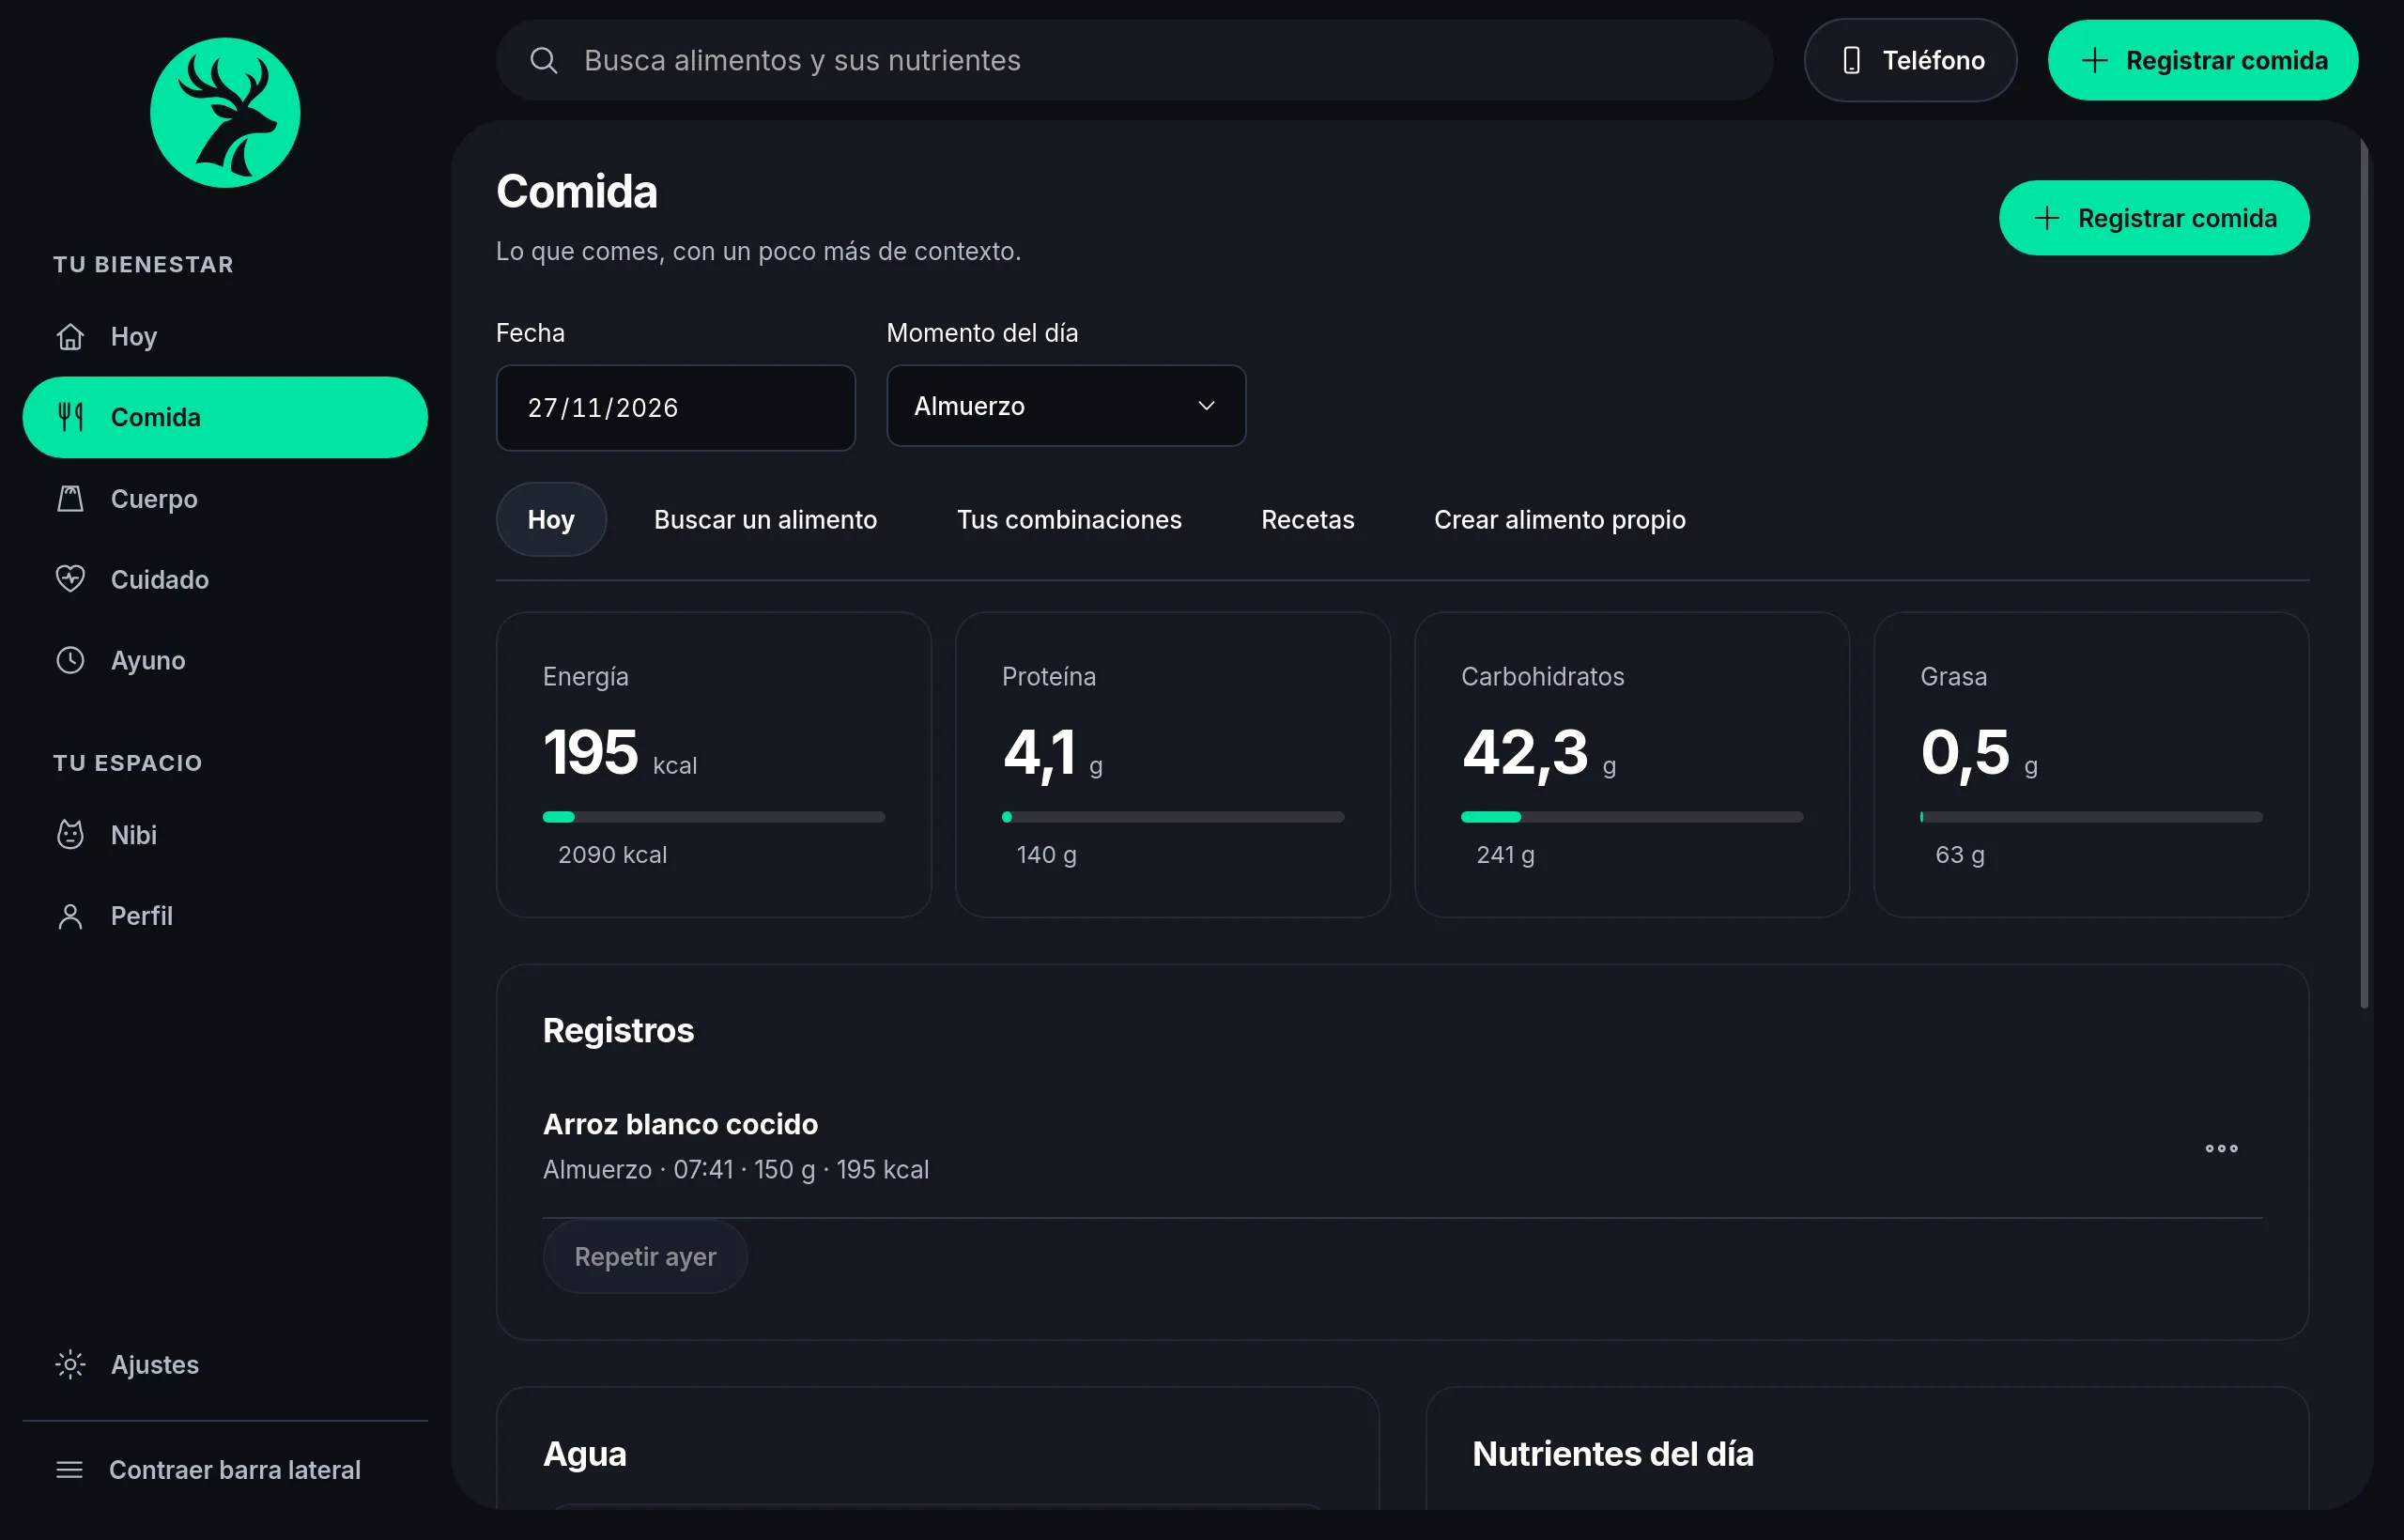 Busca alimentos y sus nutrientes
Teléfono
Registrar comida
TU BIENESTAR
Hoy
Comida
Cuerpo
Cuidado
Ayuno
TU ESPACIO
Nibi
Perfil
Ajustes
Contraer barra lateral
Comida
Lo que comes, con un poco más de contexto.
Registrar comida
Fecha
Momento del día
27/11/2026
Almuerzo
Hoy
Buscar un alimento
Tus combinaciones
Recetas
Crear alimento propio
Energía
195 kcal
2090 kcal
Proteína
4,1 g
140 g
Carbohidratos
42,3 g
241 g
Grasa
0,5 g
63 g
Registros
Arroz blanco cocido
Almuerzo · 07:41 · 150 g · 195 kcal
Repetir ayer
Agua
Nutrientes del día